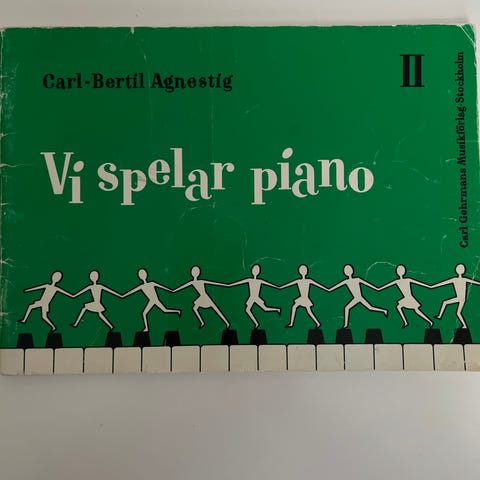 Carl-Bertil Agnestig
II
Vi spelar piano
Carl Gehrmans Musikförlag·Stockholm